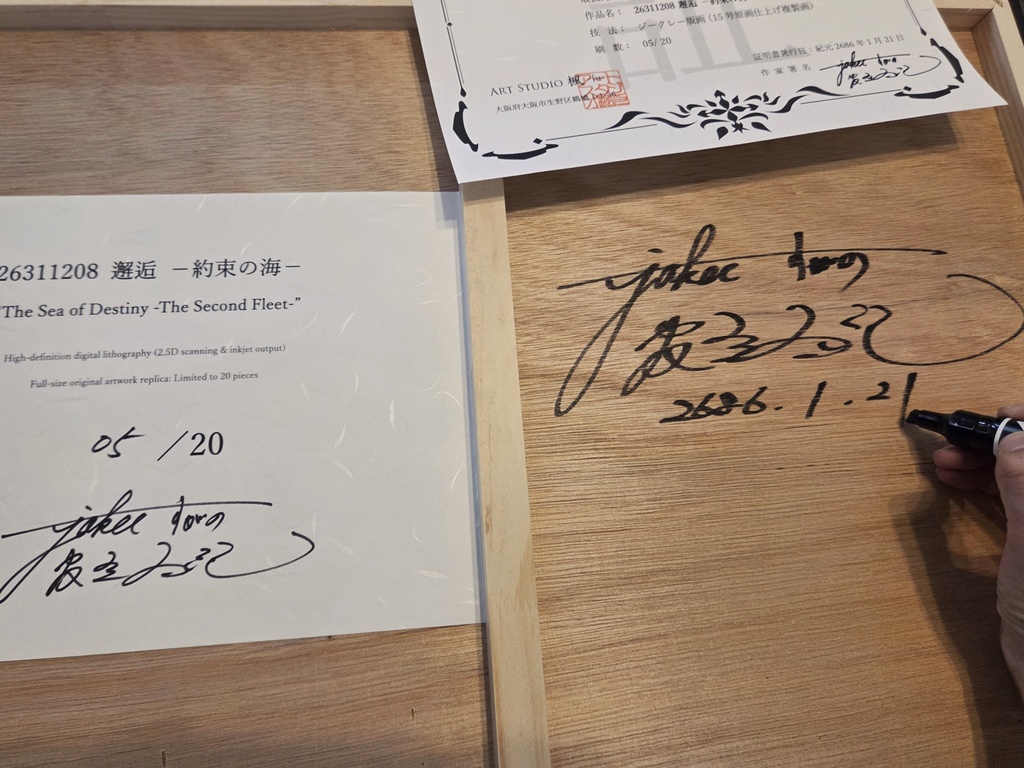 作品名： 26311208 邂逅 －約束の
技 法： ジークレー版画 (15号原画仕上げ複製画)
刷 数： 05/20
証明書発行日：紀元2686年1月21日
作 家 署 名
ART STUDIO
大阪府大阪市生野区
26311208 邂逅 －約束の海－
"The Sea of Destiny -The Second Fleet-"
High-definition digital lithography (2.5D scanning & inkjet output)
Full-size original artwork replica: Limited to 20 pieces
05 /20
2686.1.21